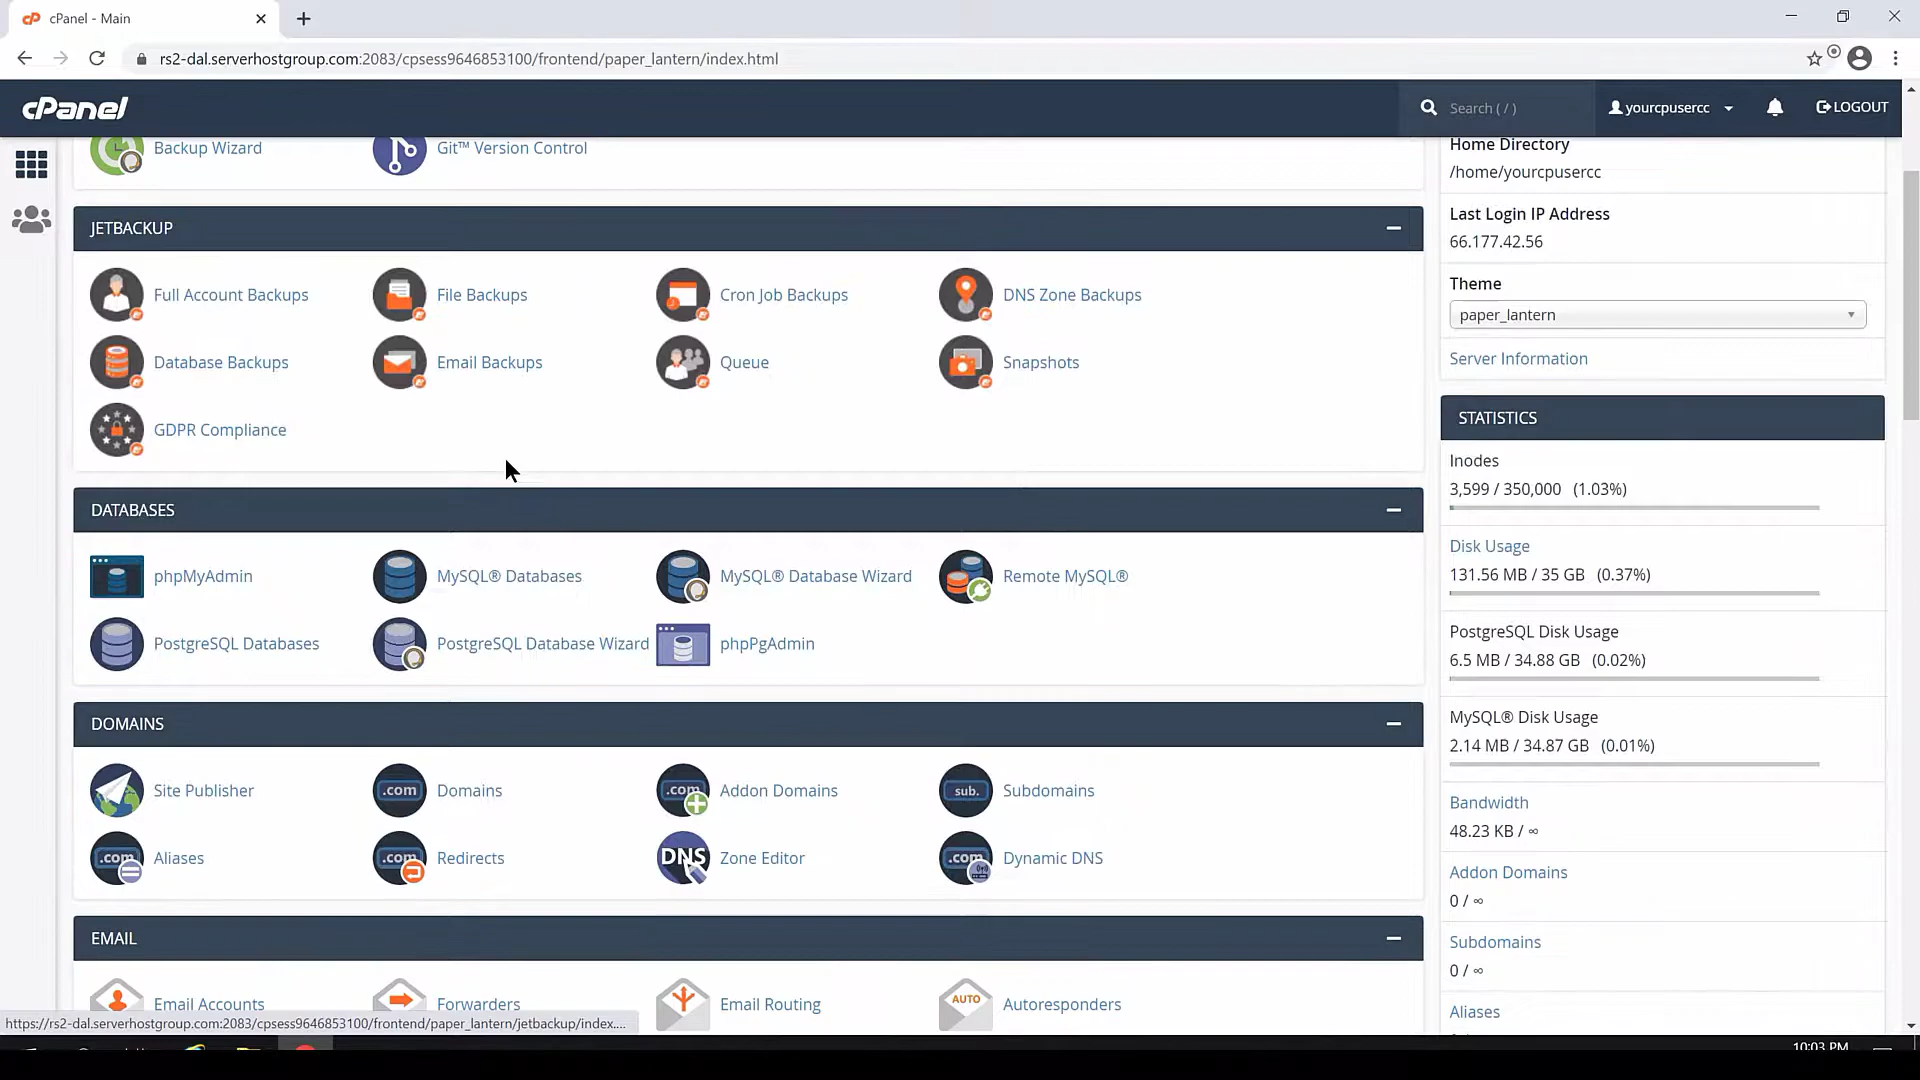 cPanel - Main
rs2-dal.serverhostgroup.com:2083/cpsess9646853100/frontend/paper_lantern/index.html
cPanel
Search ( / )
yourcpusercc
LOGOUT
Backup Wizard
Git™ Version Control
JETBACKUP
Full Account Backups
File Backups
Cron Job Backups
DNS Zone Backups
Database Backups
Email Backups
Queue
Snapshots
GDPR Compliance
DATABASES
phpMyAdmin
MySQL® Databases
MySQL® Database Wizard
Remote MySQL®
PostgreSQL Databases
PostgreSQL Database Wizard
phpPgAdmin
DOMAINS
Site Publisher
.com
Domains
.com
Addon Domains
sub.
Subdomains
.com
Aliases
.com
Redirects
DNS
Zone Editor
.com
Dynamic DNS
EMAIL
Email Accounts
Forwarders
Email Routing
AUTO
Autoresponders
Home Directory
/home/yourcpusercc
Last Login IP Address
66.177.42.56
Theme
paper_lantern
Server Information
STATISTICS
Inodes
3,599 / 350,000 (1.03%)
Disk Usage
131.56 MB / 35 GB (0.37%)
PostgreSQL Disk Usage
6.5 MB / 34.88 GB (0.02%)
MySQL® Disk Usage
2.14 MB / 34.87 GB (0.01%)
Bandwidth
48.23 KB / ∞
Addon Domains
0 / ∞
Subdomains
0 / ∞
Aliases
https://rs2-dal.serverhostgroup.com:2083/cpsess9646853100/frontend/paper_lantern/jetbackup/index....
10:03 PM